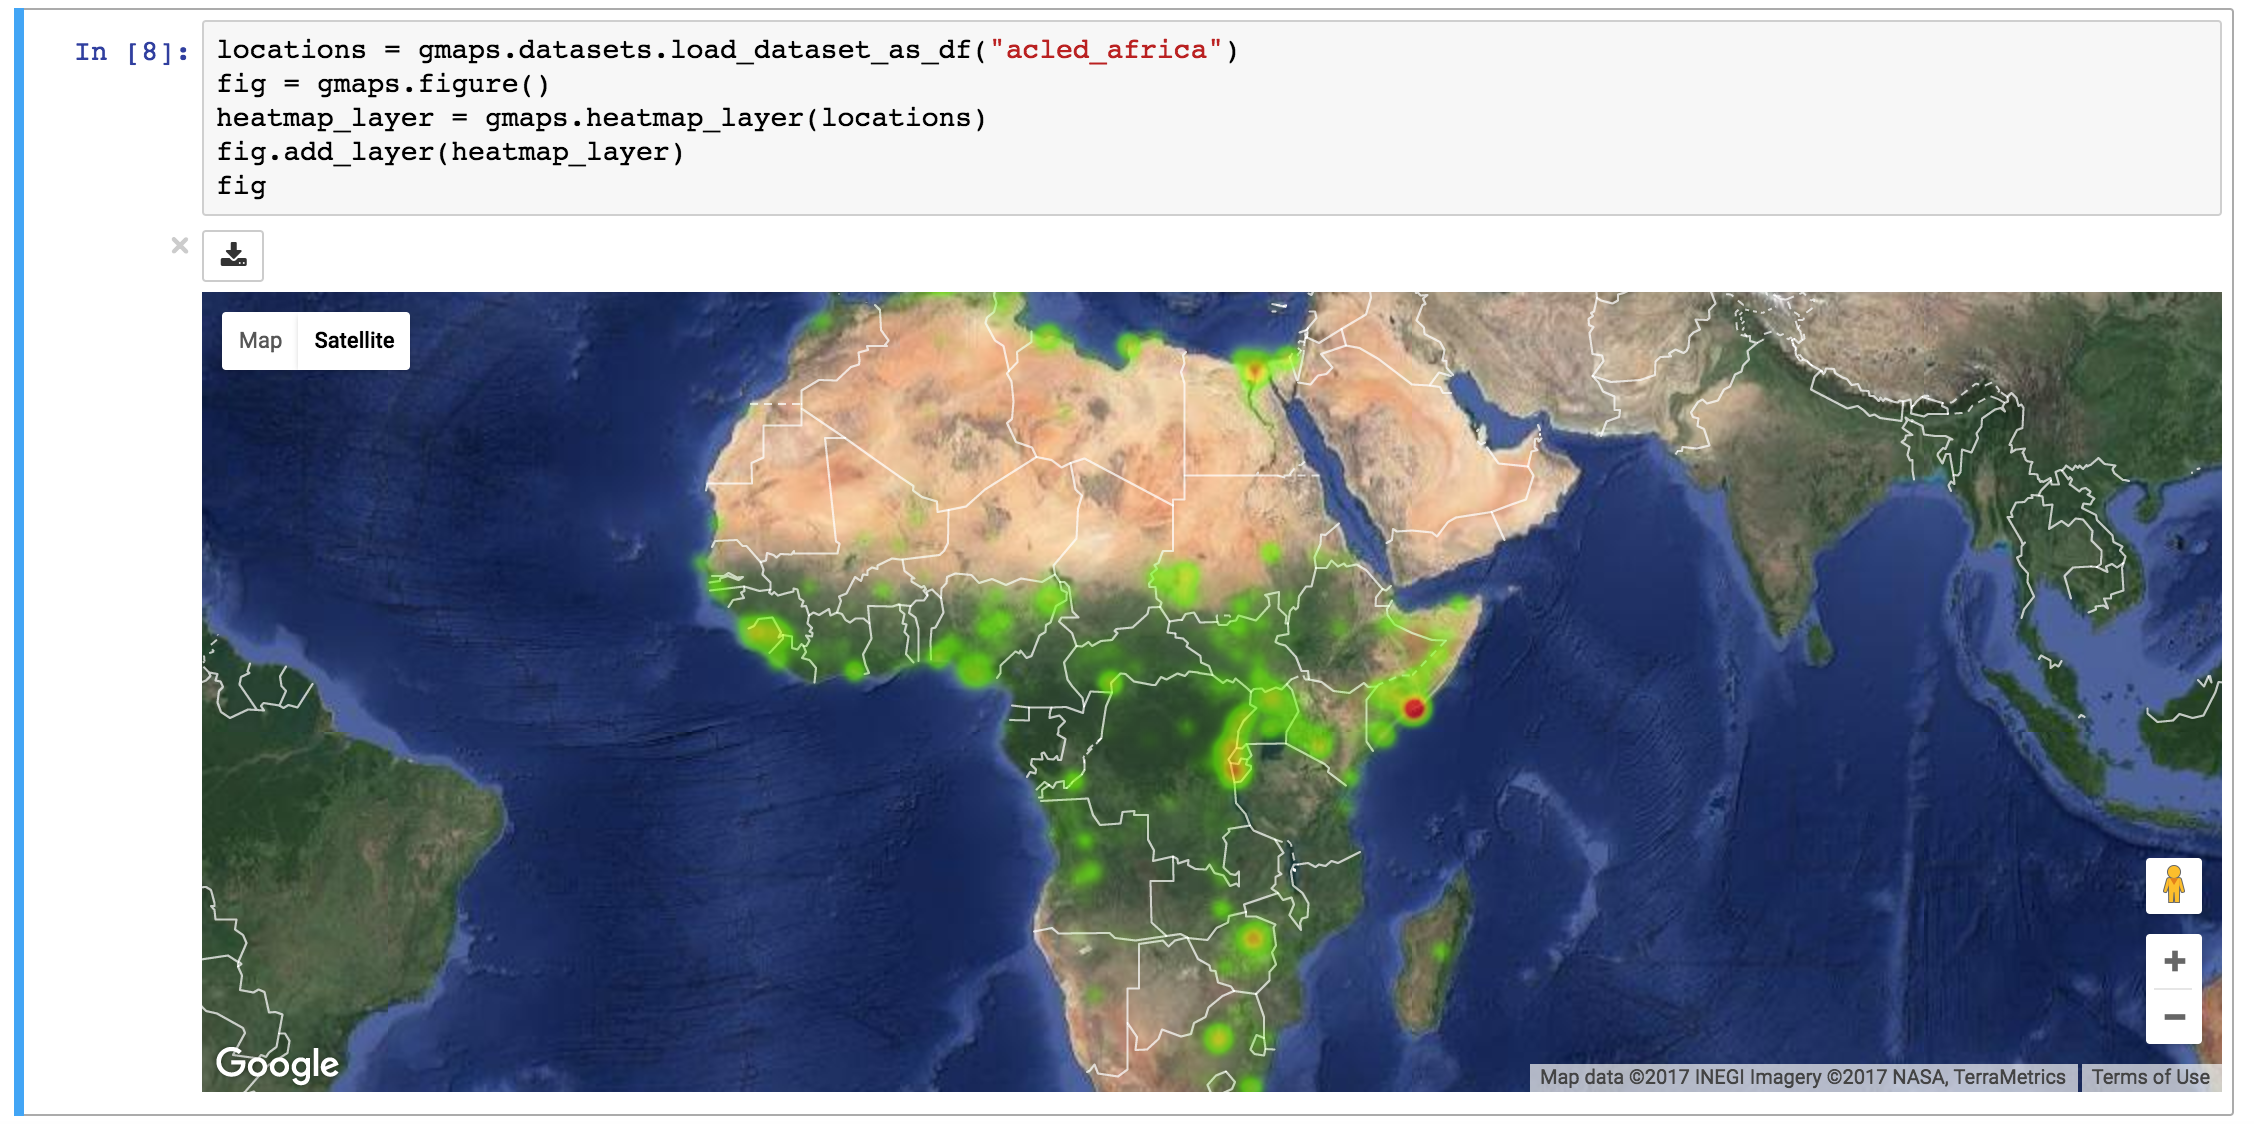 In [8]:
locations = gmaps.datasets.load_dataset_as_df("acled_africa")
fig = gmaps.figure()
heatmap_layer = gmaps.heatmap_layer(locations)
fig.add_layer(heatmap_layer)
fig
Map Satellite
Google
Map data ©2017 INEGI Imagery ©2017 NASA, TerraMetrics
Terms of Use